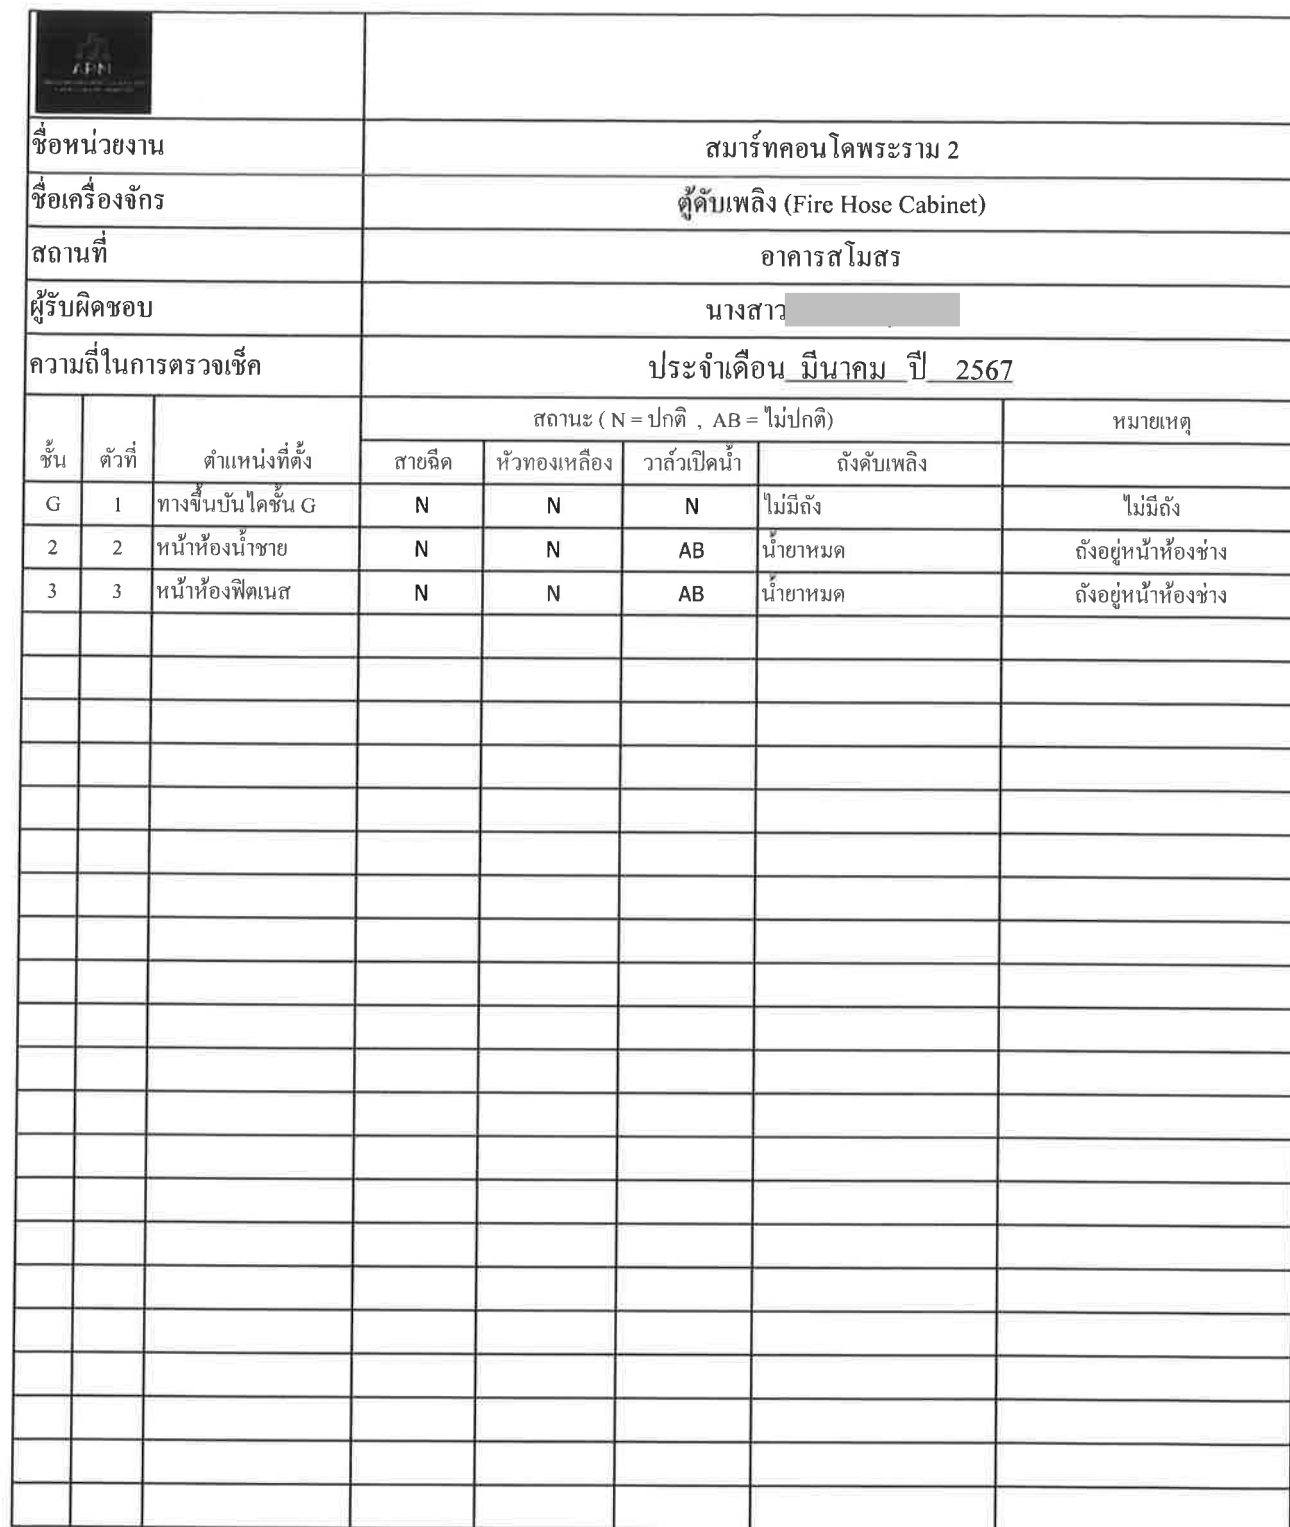 APM
ชื่อหน่วยงาน สมาร์ทคอนโดพระราม 2
ชื่อเครื่องจักร ตู้ดับเพลิง (Fire Hose Cabinet)
สถานที่ อาคารสโมสร
ผู้รับผิดชอบ นางสาว
ความถี่ในการตรวจเช็ค ประจำเดือน มีนาคม ปี 2567
สถานะ ( N = ปกติ , AB = ไม่ปกติ) หมายเหตุ
ชั้น ตัวที่ ตำแหน่งที่ตั้ง สายฉีด หัวทองเหลือง วาล์วเปิดน้ำ ถังดับเพลิง
G 1 ทางขึ้นบันไดชั้น G N N N ไม่มีถัง ไม่มีถัง
2 2 หน้าห้องน้ำชาย N N AB น้ำยาหมด ถังอยู่หน้าห้องช่าง
3 3 หน้าห้องฟิตเนส N N AB น้ำยาหมด ถังอยู่หน้าห้องช่าง